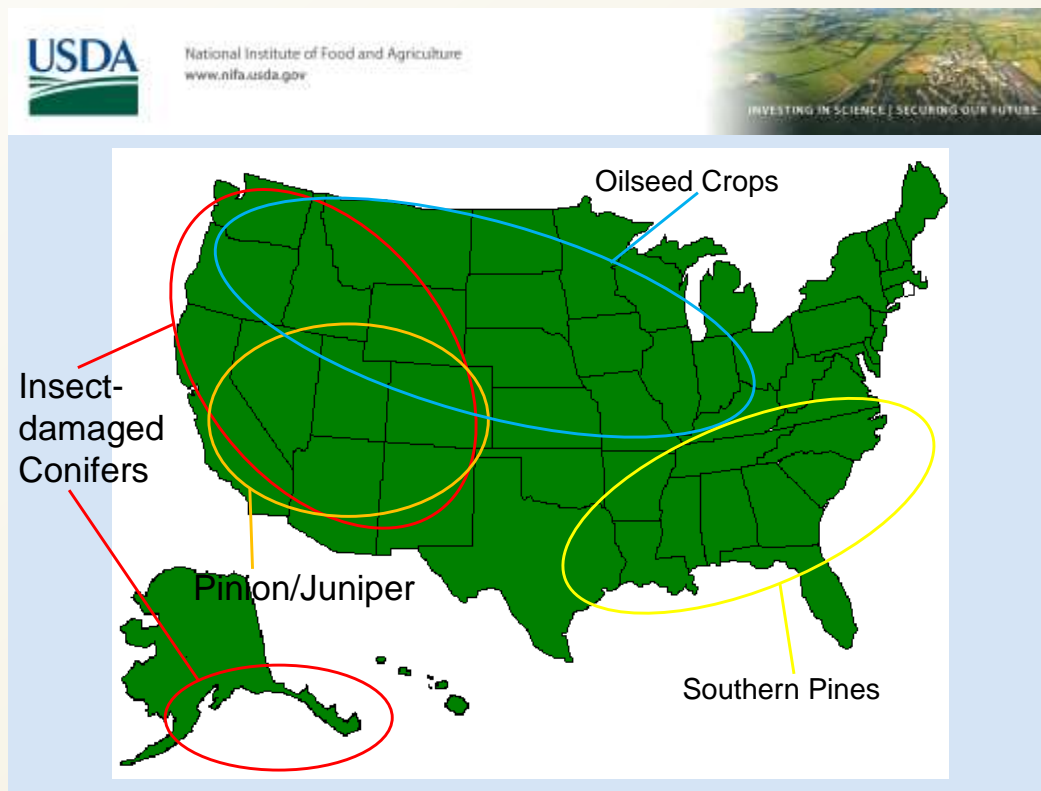 USDA
National Institute of Food and Agriculture
www.nifa.usda.gov
INVESTING IN SCIENCE | SECURING OUR FUTURE
Oilseed Crops
Insect-
damaged
Conifers
Pinion/Juniper
Southern Pines